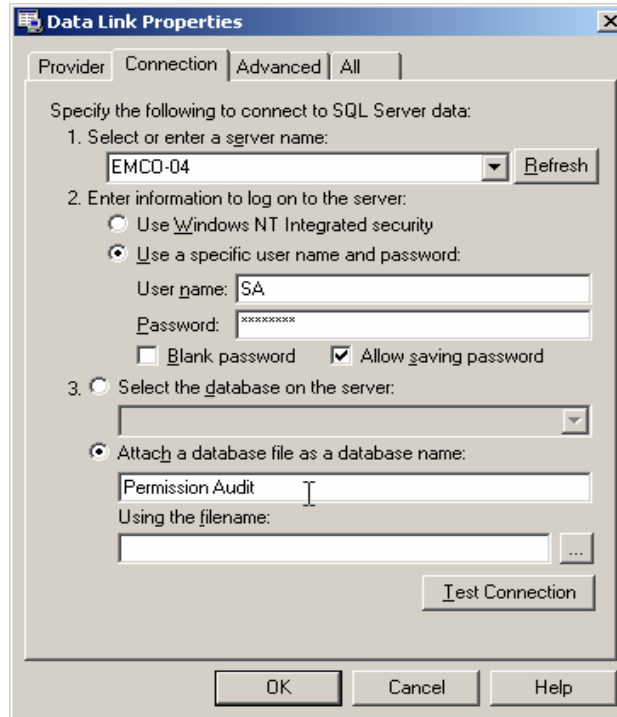 Data Link Properties
Provider Connection Advanced All
Specify the following to connect to SQL Server data:
1. Select or enter a server name:
EMCO-04 Refresh
2. Enter information to log on to the server:
Use Windows NT Integrated security
Use a specific user name and password:
User name: SA
Password: ********
Blank password Allow saving password
3. Select the database on the server:
Attach a database file as a database name:
Permission Audit
Using the filename:
...
Test Connection
OK Cancel Help